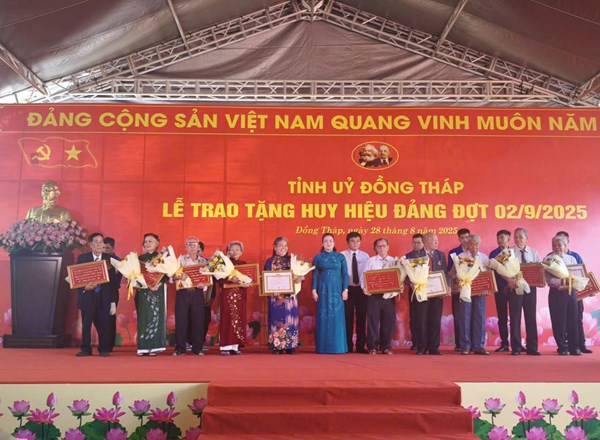 ĐẢNG CỘNG SẢN VIỆT NAM QUANG VINH MUÔN NĂM
TỈNH UỶ ĐỒNG THÁP
LỄ TRAO TẶNG HUY HIỆU ĐẢNG ĐỢT 02/9/2025
Đồng Tháp, ngày 28 tháng 8 năm 2025